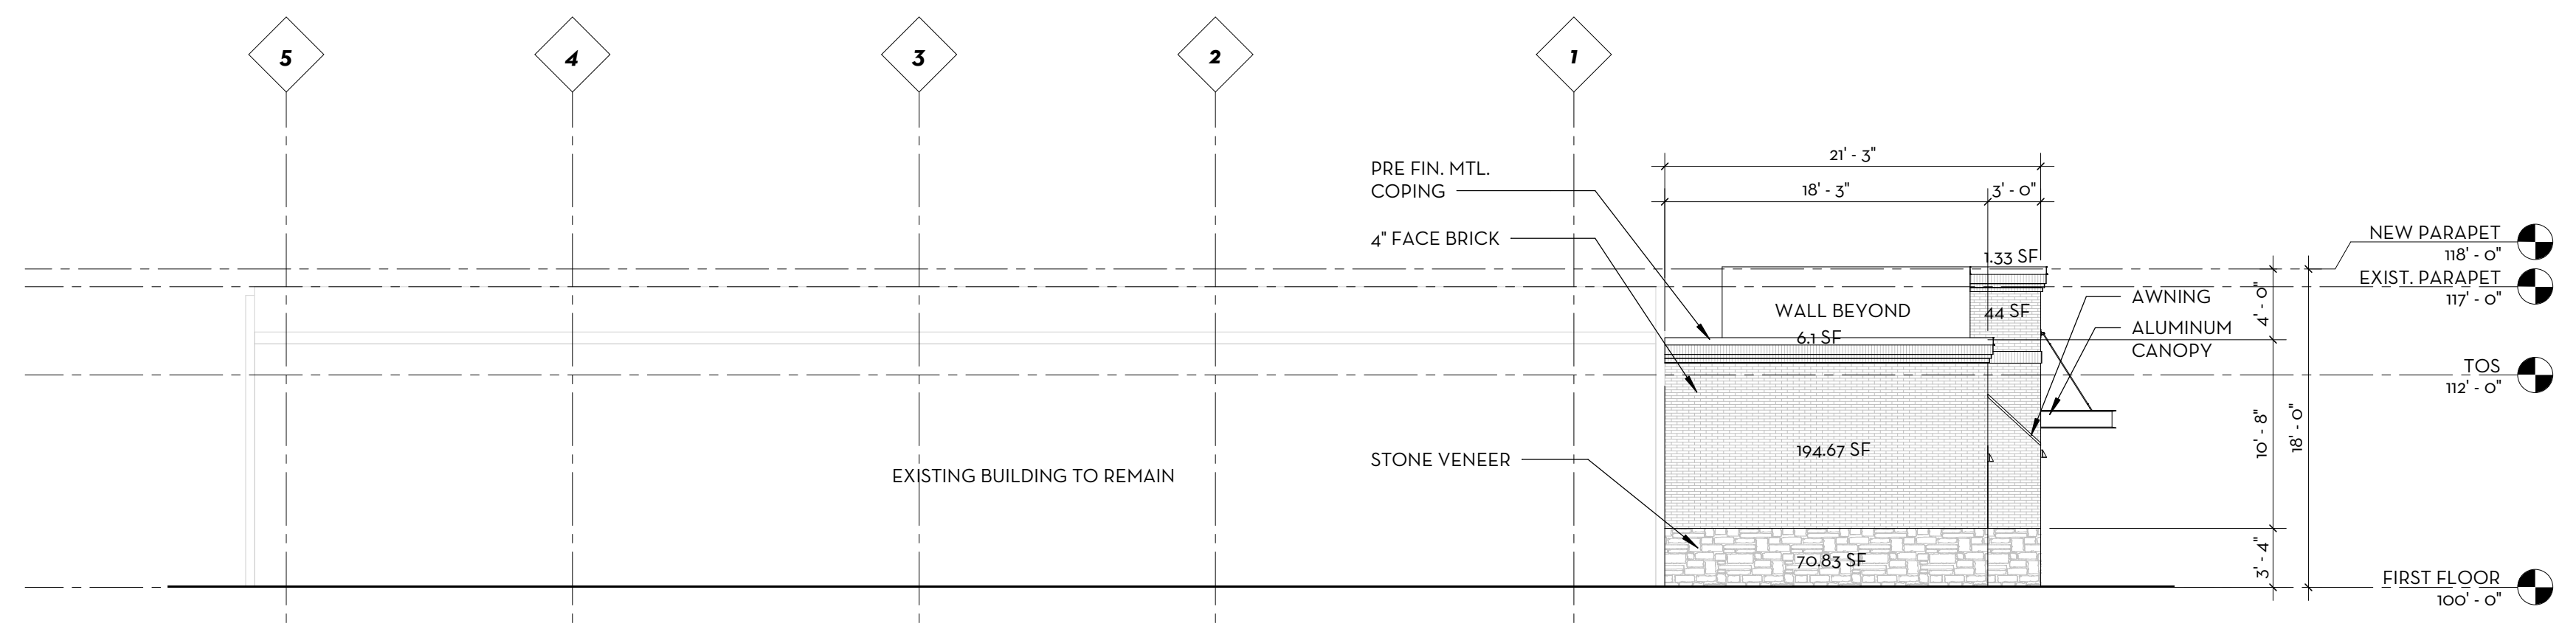 5
4
3
2
1
21' - 3"
18' - 3"
3' - 0"
PRE FIN. MTL.
COPING
4" FACE BRICK
NEW PARAPET
118' - 0"
1.33 SF
EXIST. PARAPET
117' - 0"
AWNING
WALL BEYOND
44 SF
4' - 0"
ALUMINUM
CANOPY
6.1 SF
TOS
112' - 0"
10' - 8"
18' - 0"
194.67 SF
STONE VENEER
EXISTING BUILDING TO REMAIN
70.83 SF
3' - 4"
FIRST FLOOR
100' - 0"